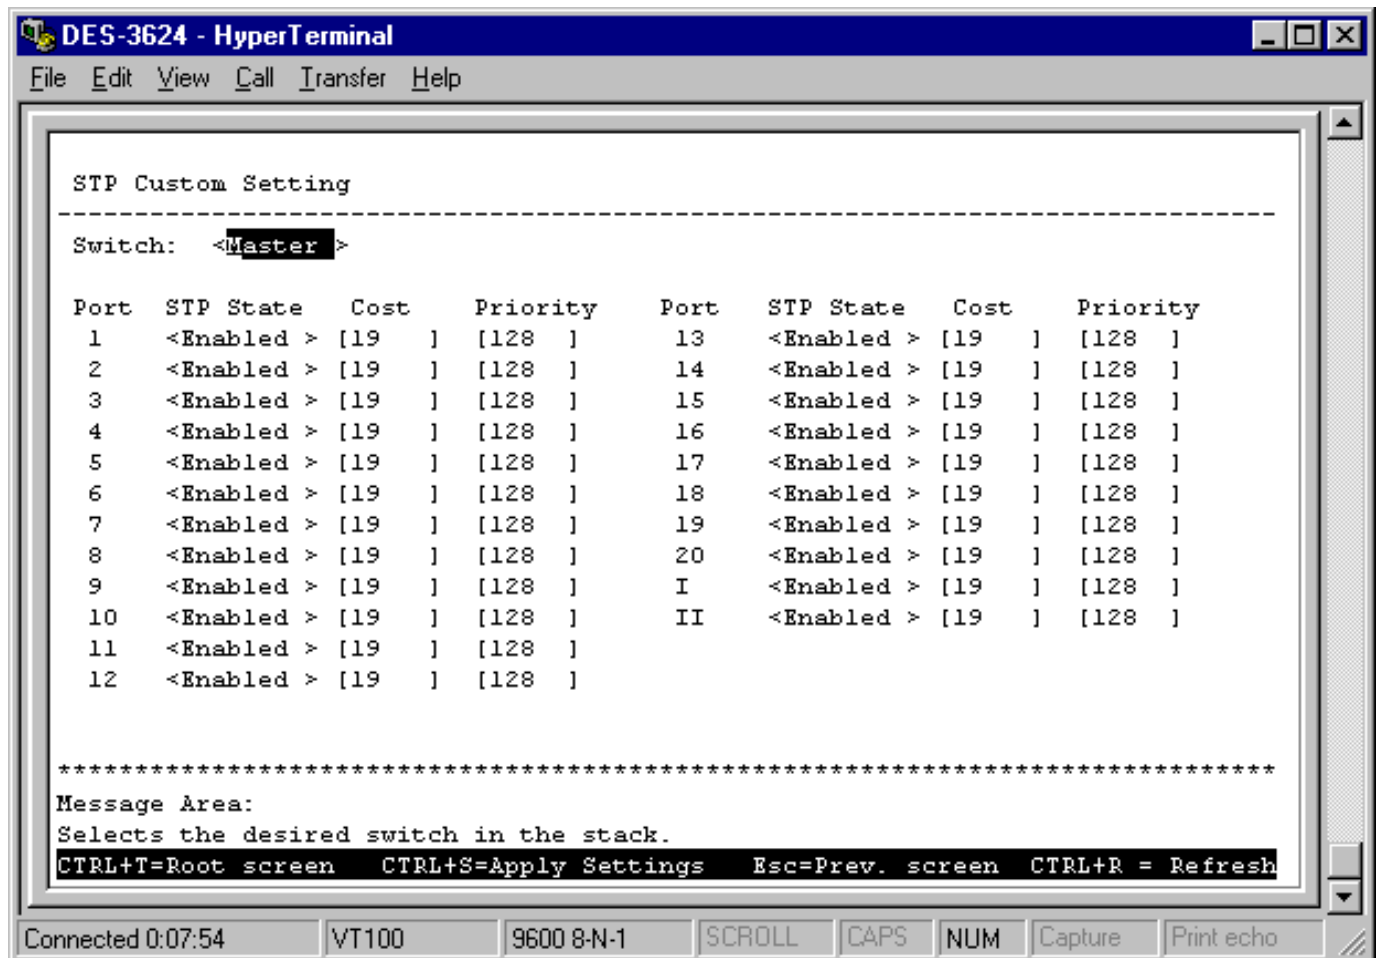 DES-3624 - HyperTerminal
File Edit View Call Transfer Help
STP Custom Setting
-------------------------------------------------------------------------------
Switch: <Master >
Port STP State Cost Priority Port STP State Cost Priority
1 <Enabled > [19 ] [128 ] 13 <Enabled > [19 ] [128 ]
2 <Enabled > [19 ] [128 ] 14 <Enabled > [19 ] [128 ]
3 <Enabled > [19 ] [128 ] 15 <Enabled > [19 ] [128 ]
4 <Enabled > [19 ] [128 ] 16 <Enabled > [19 ] [128 ]
5 <Enabled > [19 ] [128 ] 17 <Enabled > [19 ] [128 ]
6 <Enabled > [19 ] [128 ] 18 <Enabled > [19 ] [128 ]
7 <Enabled > [19 ] [128 ] 19 <Enabled > [19 ] [128 ]
8 <Enabled > [19 ] [128 ] 20 <Enabled > [19 ] [128 ]
9 <Enabled > [19 ] [128 ] I <Enabled > [19 ] [128 ]
10 <Enabled > [19 ] [128 ] II <Enabled > [19 ] [128 ]
11 <Enabled > [19 ] [128 ]
12 <Enabled > [19 ] [128 ]
*******************************************************************************
Message Area:
Selects the desired switch in the stack.
CTRL+T=Root screen CTRL+S=Apply Settings Esc=Prev. screen CTRL+R = Refresh
Connected 0:07:54 VT100 9600 8-N-1 SCROLL CAPS NUM Capture Print echo